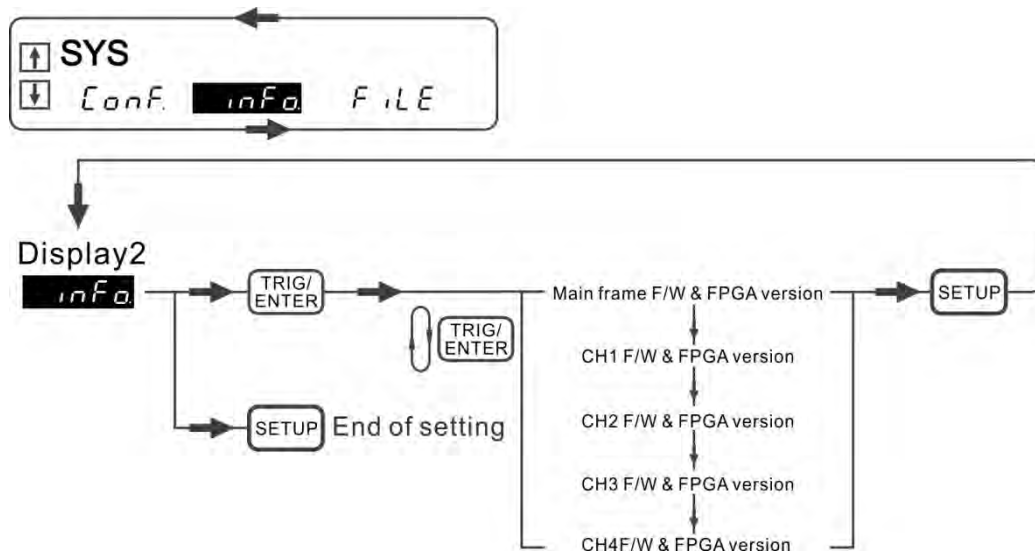 SYS
ConF. inFo. FiLE
Display2
inFo.
TRIG/
ENTER
TRIG/
ENTER
Main frame F/W & FPGA version
SETUP
CH1 F/W & FPGA version
CH2 F/W & FPGA version
SETUP End of setting
CH3 F/W & FPGA version
CH4F/W & FPGA version